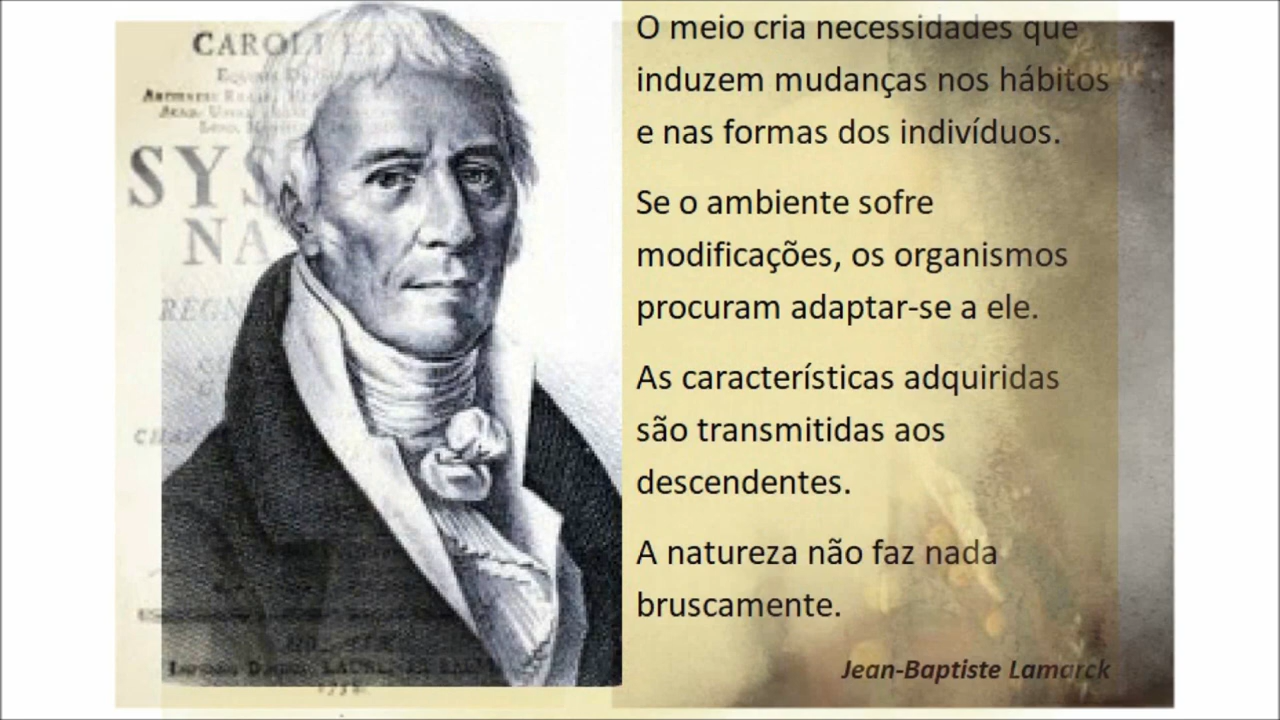 O meio cria necessidades que
induzem mudanças nos hábitos
e nas formas dos indivíduos.
Se o ambiente sofre
modificações, os organismos
procuram adaptar-se a ele.
As características adquiridas
são transmitidas aos
descendentes.
A natureza não faz nada
bruscamente.
Jean-Baptiste Lamarck
CAROLI
SYS
NA